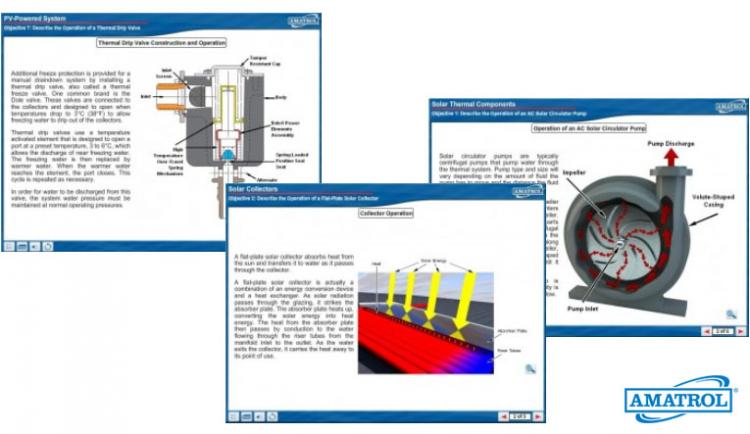 PV-Powered System
AMATROL
Objective 7: Describe the Operation of a Thermal Drip Valve
Thermal Drip Valve Construction and Operation
Additional freeze protection is provided for a
manual draindown system by installing a
thermal drip valve, also called a thermal
freeze valve. One common brand is the
Dole valve. These valves are connected to
the collectors and designed to open when
temperatures drop to 3°C (38°F) to allow
freezing water to drip out of the collectors.
Thermal drip valves use a temperature
activated element that is designed to open a
port at a preset temperature, 3 to 6°C, which
allows the discharge of near freezing water.
The freezing water is then replaced by
warmer water. When the warmer water
reaches the element, the port closes. This
cycle is repeated as necessary.
In order for water to be discharged from this
valve, the system water pressure must be
maintained at normal operating pressures.
Tamper
Resistant Cap
Inlet
Screen
Inlet
Body
Power
Elements
Assembly
High
Temperature
Over-Travel
Spring
Mechanism
Spring Loaded
Positive Seal
Seat
Alternate
Solar Thermal Components
AMATROL
Objective 1: Describe the Operation of an AC Solar Circulator Pump
Operation of an AC Solar Circulator Pump
Solar circulator pumps are typically
centrifugal pumps that pump water through
the thermal system. Pump type and size will
vary depending on the amount of fluid the
Pump Discharge
Impeller
Volute-Shaped
Casing
Pump Inlet
2 of 6
Solar Collectors
AMATROL
Objective 2: Describe the Operation of a Flat-Plate Solar Collector
Collector Operation
A flat-plate solar collector absorbs heat from
the sun and transfers it to water as it passes
through the collector.
A flat-plate solar collector is actually a
combination of an energy conversion device
and a heat exchanger. As solar radiation
passes through the glazing, it strikes the
absorber plate. The absorber plate heats up,
converting the solar energy into heat
energy. The heat from the absorber plate
then passes by conduction to the water
flowing through the riser tubes from the
manifold inlet to the outlet. As the water
exits the collector, it carries the heat away to
its point of use.
Heat
Solar Energy
Absorber Plate
Riser Tubes
2 of 5
AMATROL®